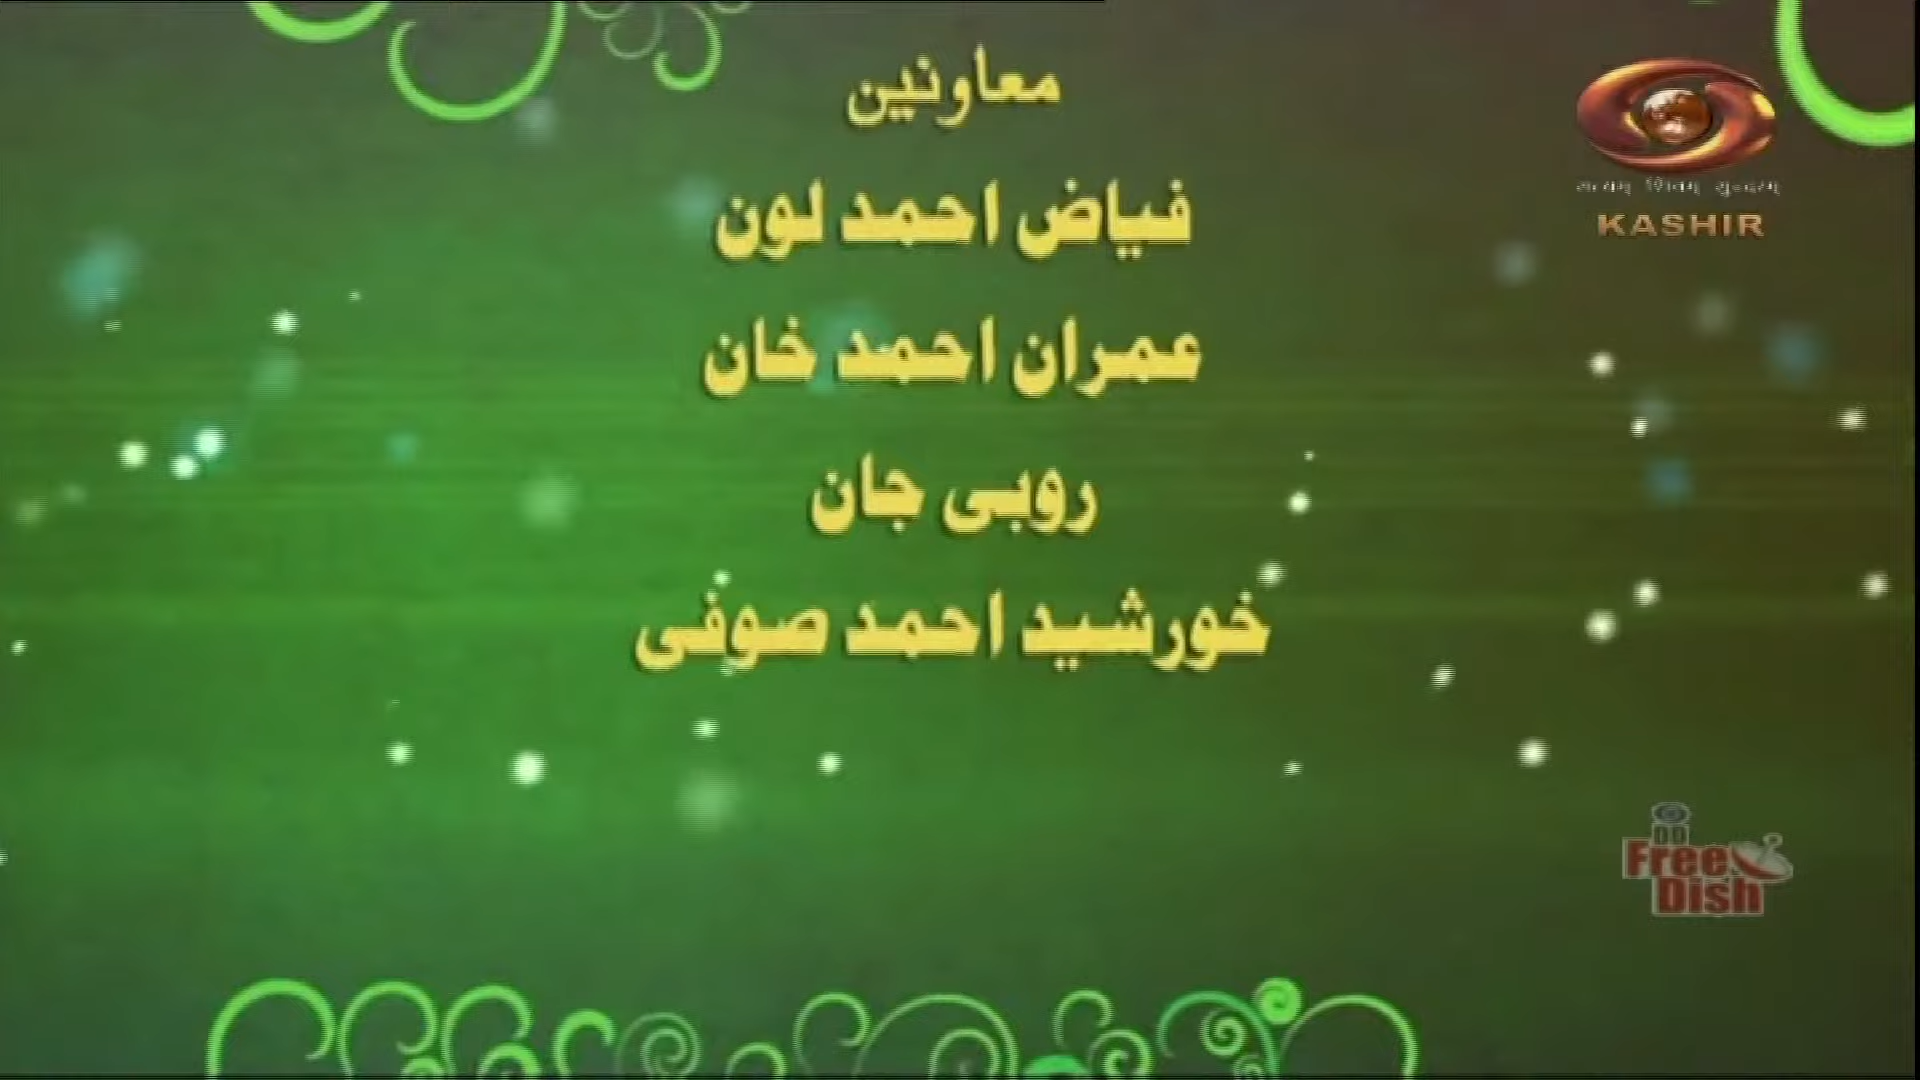 معاونین
فیاض احمد لون
عمران احمد خان
روبی جان
خورشید احمد صوفی
KASHIR
DD
Free
Dish